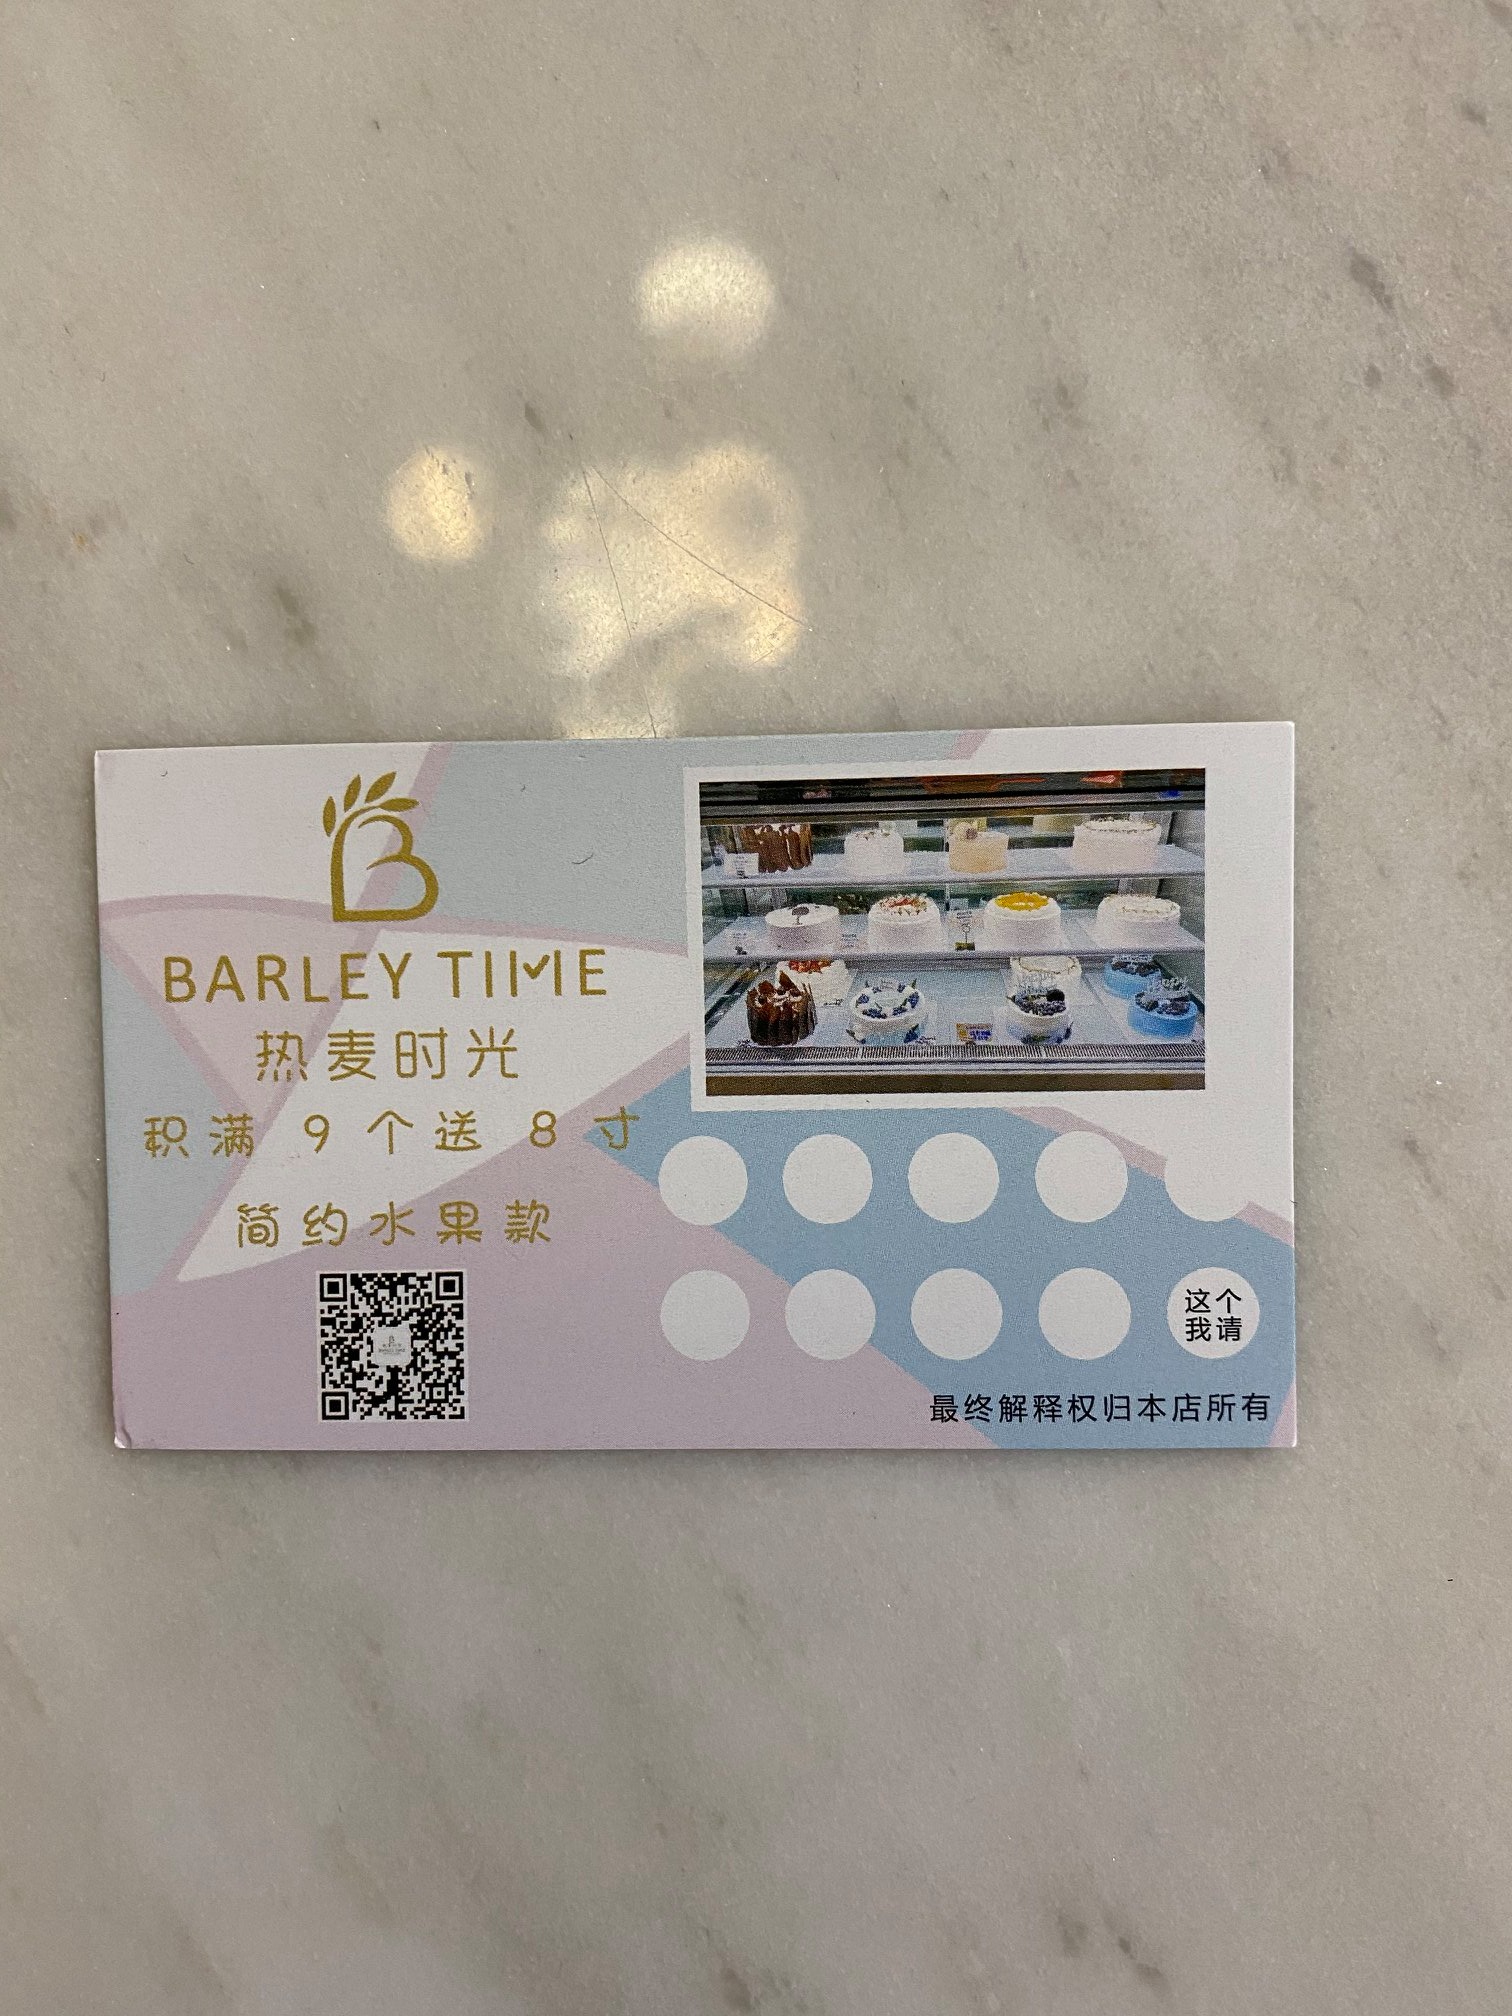 BARLEY TIME
热麦时光
积满 9 个送 8 寸
简约水果款
这个
我请
最终解释权归本店所有